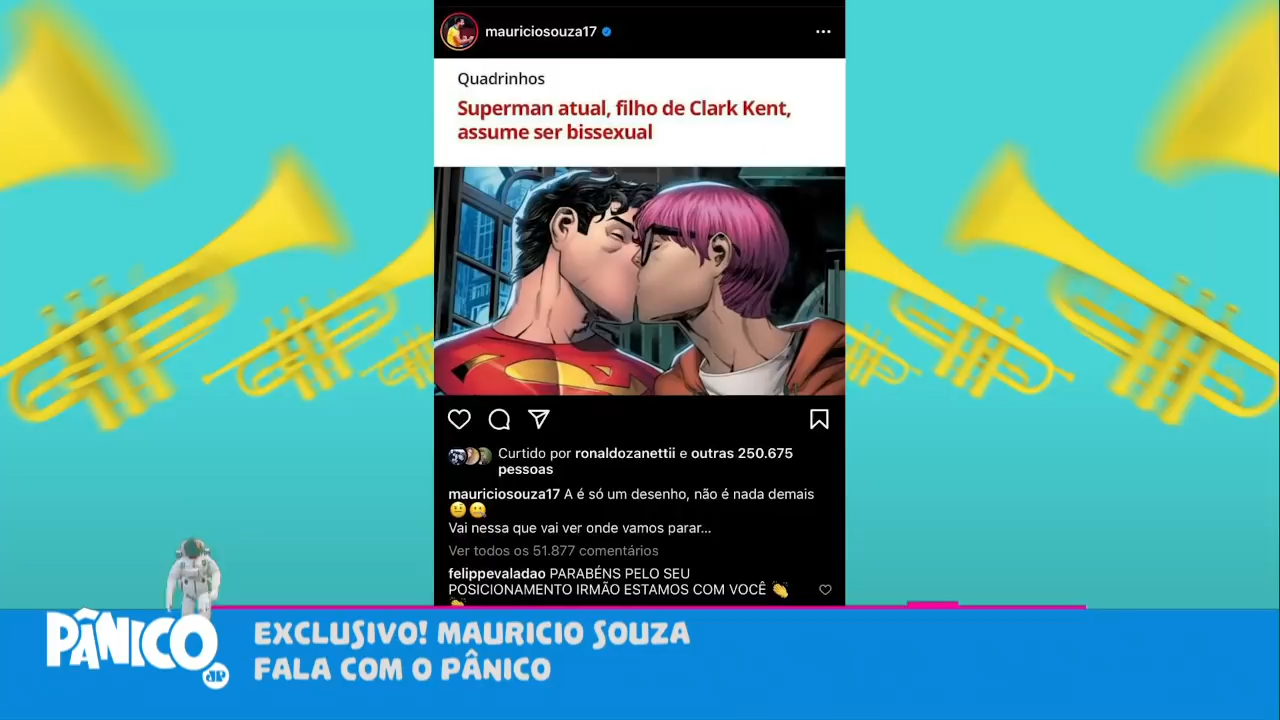 mauriciosouza17
Quadrinhos
Superman atual, filho de Clark Kent,
assume ser bissexual
Curtido por ronaldozanettii e outras 250.675
pessoas
mauriciosouza17 A é só um desenho, não é nada demais
🤨🤐
Vai nessa que vai ver onde vamos parar...
Ver todos os 51.877 comentários
felippevaladao PARABÉNS PELO SEU
POSICIONAMENTO IRMÃO ESTAMOS COM VOCÊ 👏
👏
PÂNICO
JP
EXCLUSIVO! MAURICIO SOUZA
FALA COM O PÂNICO